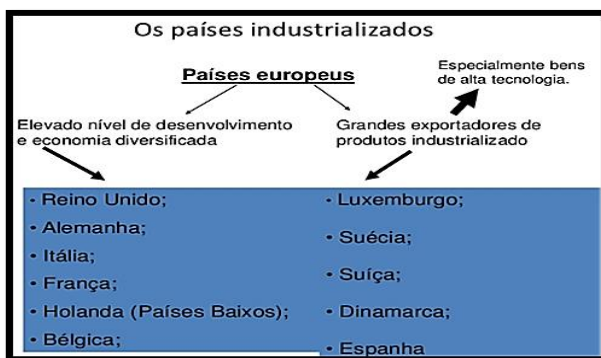 Os países industrializados
Países europeus
Especialmente bens
de alta tecnologia.
Elevado nível de desenvolvimento
e economia diversificada
Grandes exportadores de
produtos industrializado
• Reino Unido;
• Alemanha;
• Itália;
• França;
• Holanda (Países Baixos);
• Bélgica;
• Luxemburgo;
• Suécia;
• Suíça;
• Dinamarca;
• Espanha